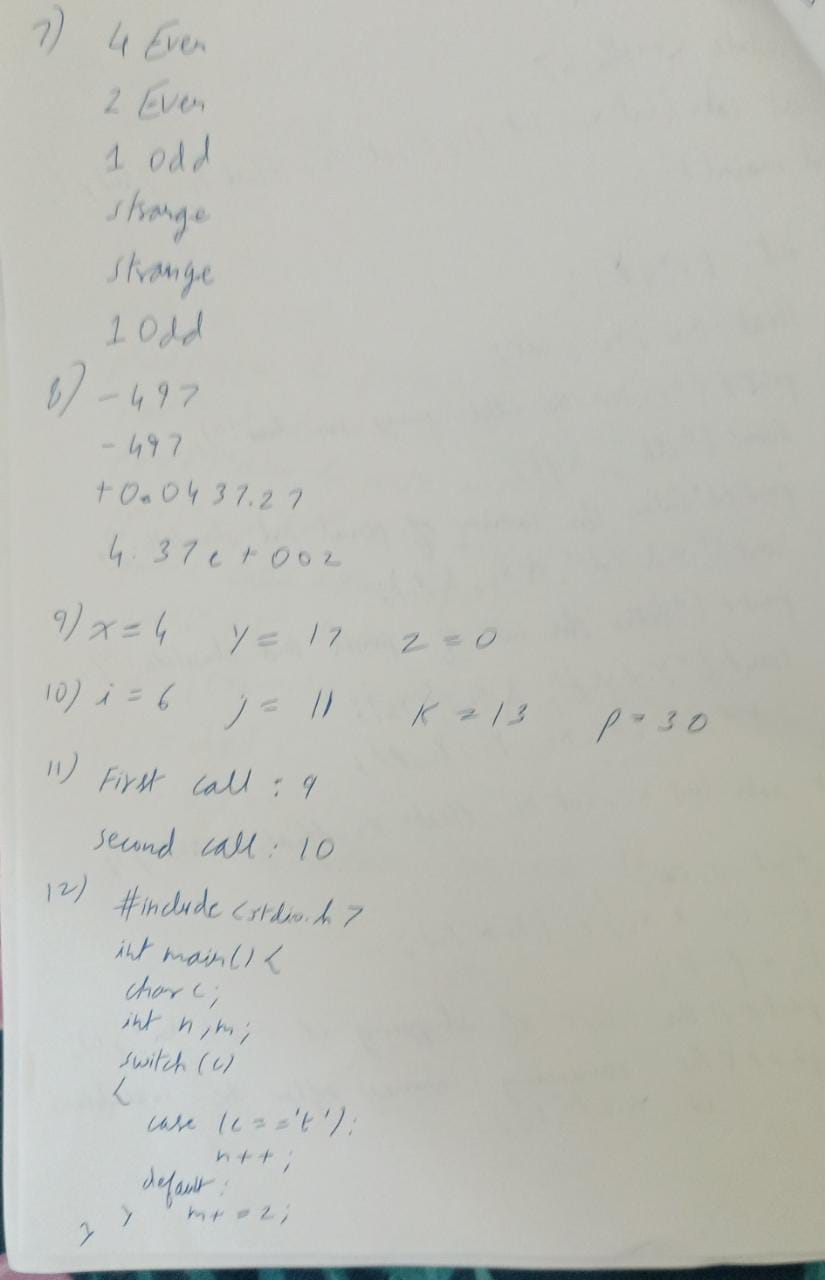 7) 4 Even
2 Even
1 odd
strange
strange
1 Odd
8) -497
-497
+0.0437.27
4.37e+002
9) x=4 y=17 z=0
10) i=6 j=11 K=13 p=30
11) First call: 9
second call: 10
12) #include <stdio.h>
int main() {
char c;
int n,m;
switch (c)
{
case (c=='t'):
n++;
default:
m+=2;
} }